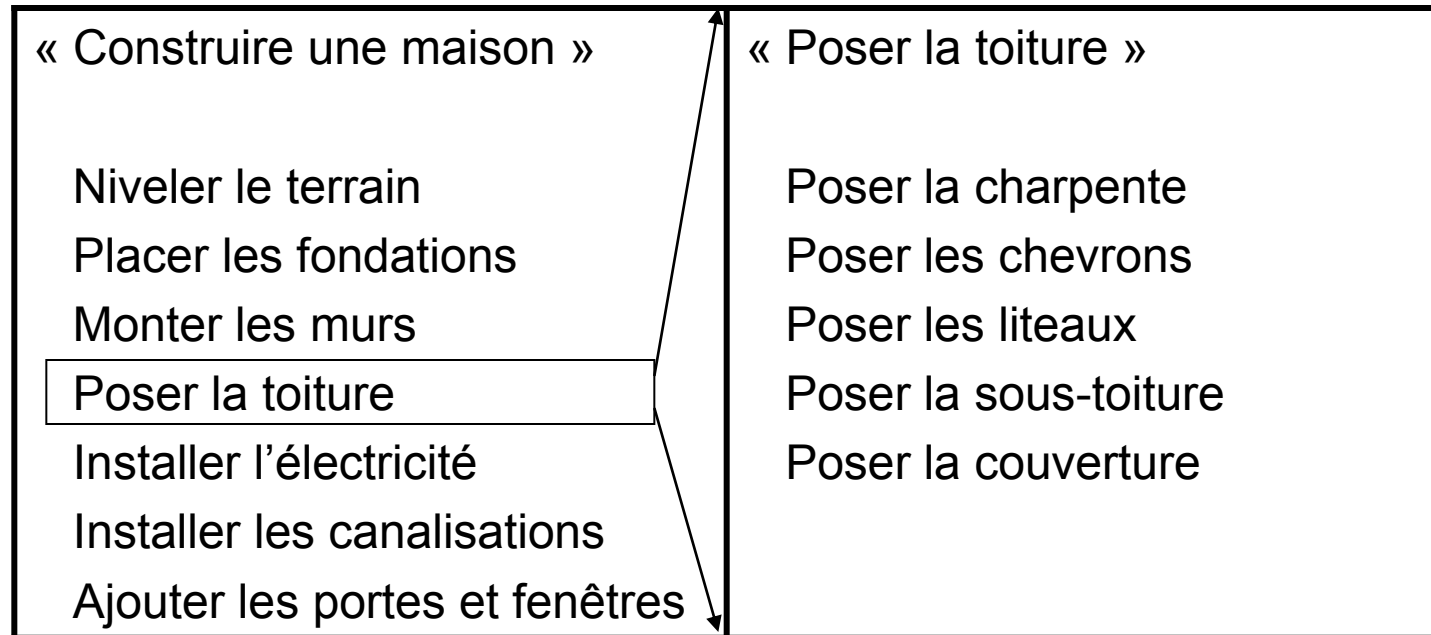 « Construire une maison »
Niveler le terrain
Placer les fondations
Monter les murs
Poser la toiture
Installer l’électricité
Installer les canalisations
Ajouter les portes et fenêtres
« Poser la toiture »
Poser la charpente
Poser les chevrons
Poser les liteaux
Poser la sous-toiture
Poser la couverture